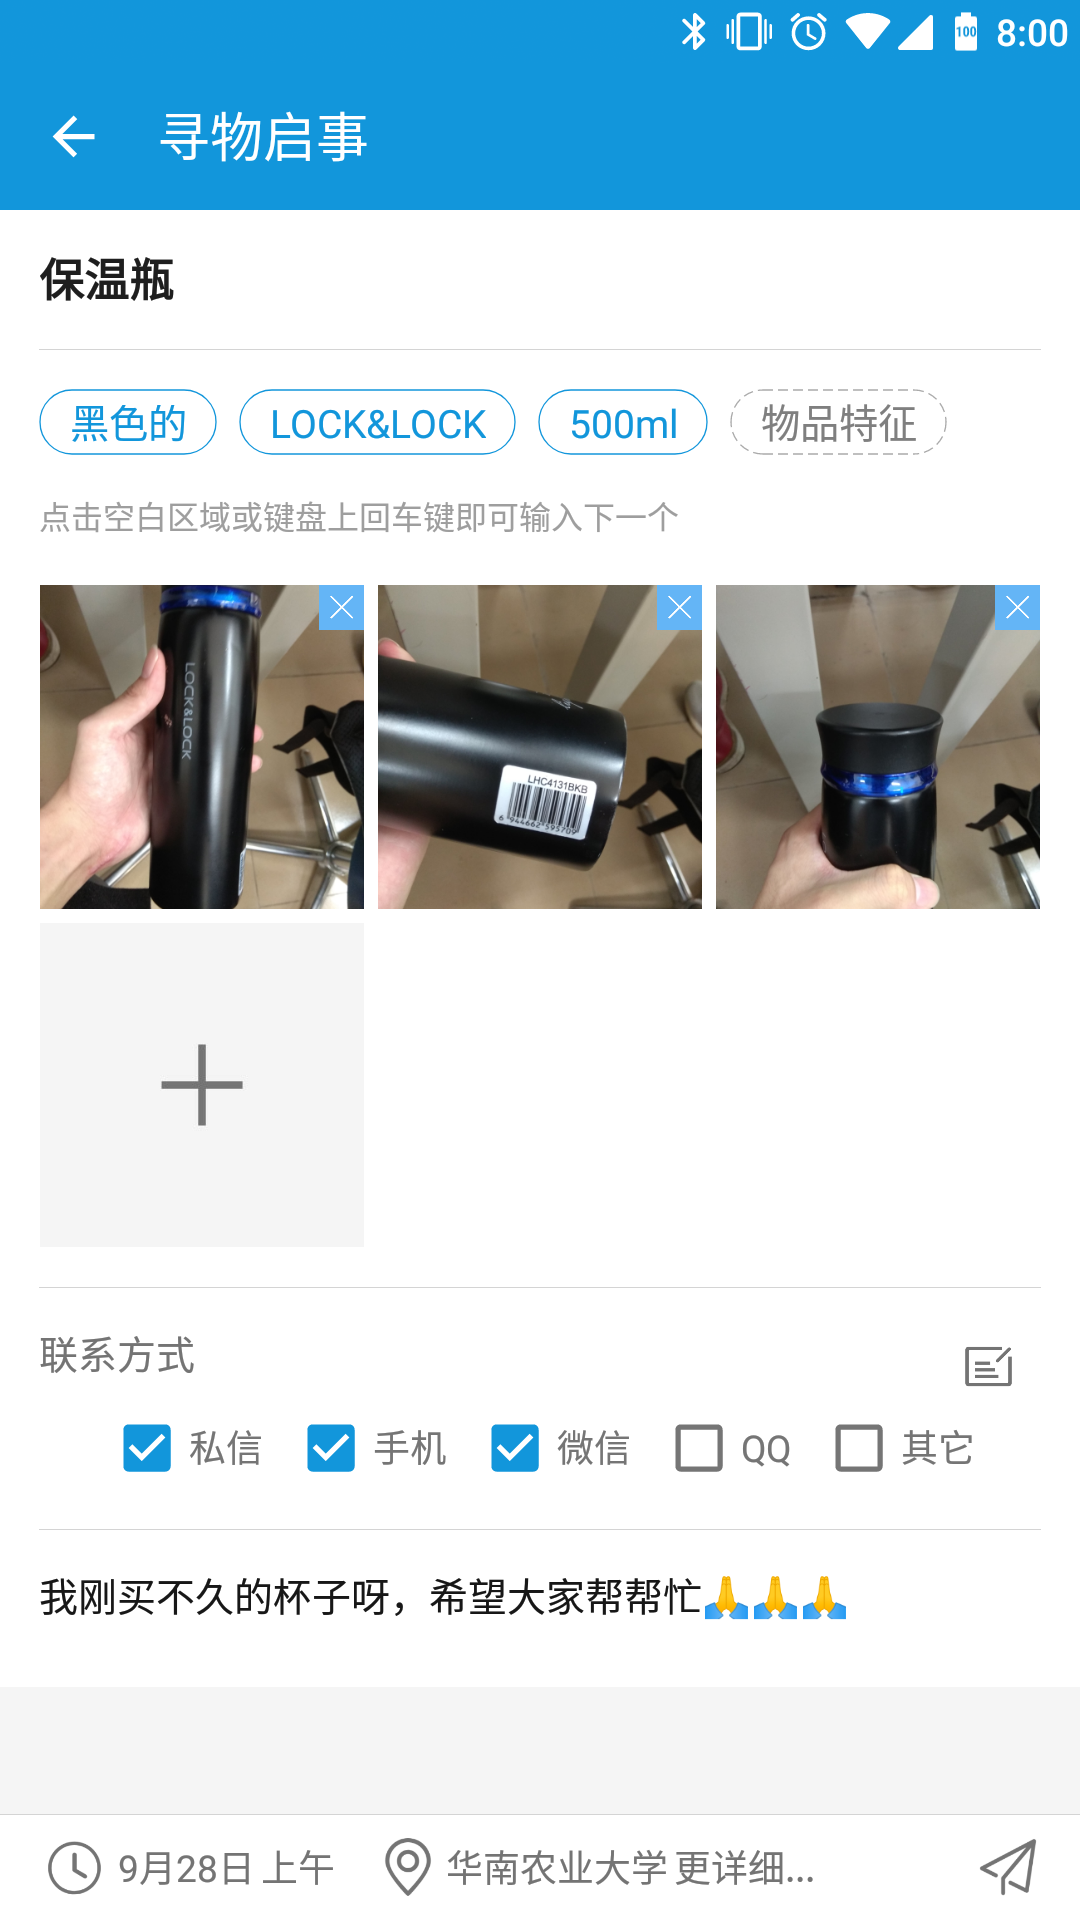 100 8:00
寻物启事
保温瓶
黑色的 LOCK&LOCK 500ml 物品特征
点击空白区域或键盘上回车键即可输入下一个
LOCK&LOCK
LHC4131BKB
6 944662 595709
联系方式
私信 手机 微信 QQ 其它
我刚买不久的杯子呀，希望大家帮帮忙🙏🙏🙏
9月28日 上午 华南农业大学 更详细...